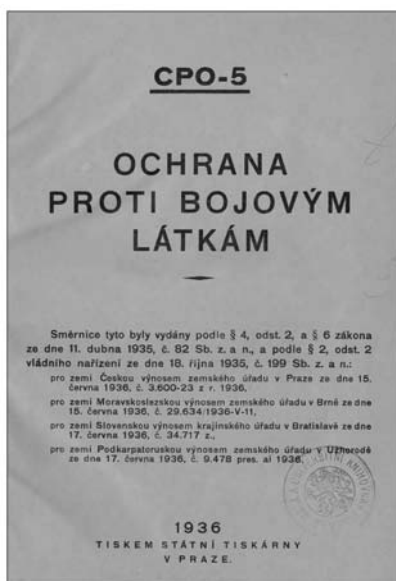 CPO-5
OCHRANA
PROTI BOJOVÝM
LÁTKÁM
Směrnice tyto byly vydány podle § 4, odst. 2, a § 6 zákona
ze dne 11. dubna 1935, č. 82 Sb. z. a n., a podle § 2, odst. 2
vládního nařízení ze dne 18. října 1935, č. 199 Sb. z. a n.:
pro zemi Českou výnosem zemského úřadu v Praze ze dne 15.
června 1936, č. 3.600-23 z r. 1936,
pro zemi Moravskoslezskou výnosem zemského úřadu v Brně ze dne
15. června 1936, č. 29.634/1936-V-11,
pro zemi Slovenskou výnosem krajinského úřadu v Bratislavě ze dne
17. června 1936, č. 34.717 z.,
pro zemi Podkarpatoruskou výnosem zemského úřadu v Užhorodě
ze dne 17. června 1936, č. 9.478 pres. ai 1936.
1936
TISKEM STÁTNÍ TISKÁRNY
V PRAZE.